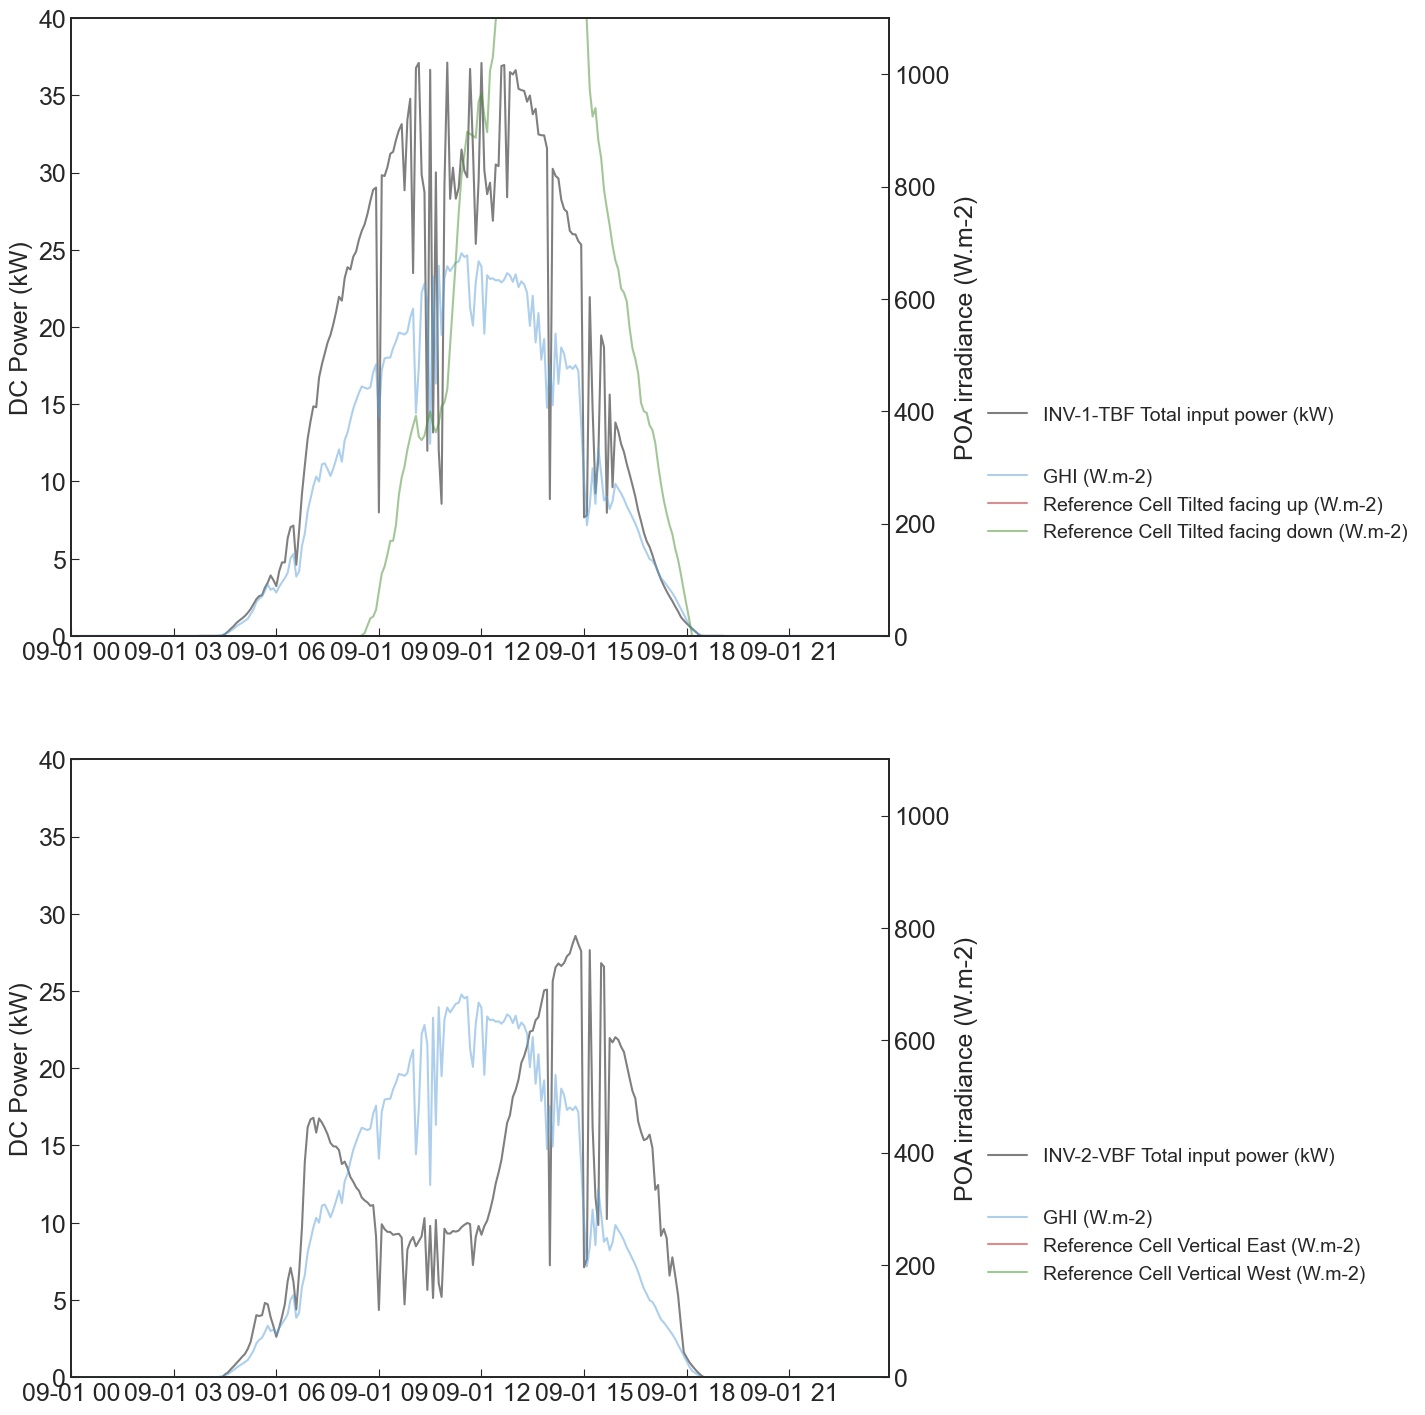 DC Power (kW)
40
35
30
25
20
15
10
5
0
1000
800
600
400
200
0
POA irradiance (W.m-2)
09-01 00 09-01 03 09-01 06 09-01 09 09-01 12 09-01 15 09-01 18 09-01 21
INV-1-TBF Total input power (kW)
GHI (W.m-2)
Reference Cell Tilted facing up (W.m-2)
Reference Cell Tilted facing down (W.m-2)
DC Power (kW)
40
35
30
25
20
15
10
5
0
1000
800
600
400
200
0
POA irradiance (W.m-2)
09-01 00 09-01 03 09-01 06 09-01 09 09-01 12 09-01 15 09-01 18 09-01 21
INV-2-VBF Total input power (kW)
GHI (W.m-2)
Reference Cell Vertical East (W.m-2)
Reference Cell Vertical West (W.m-2)